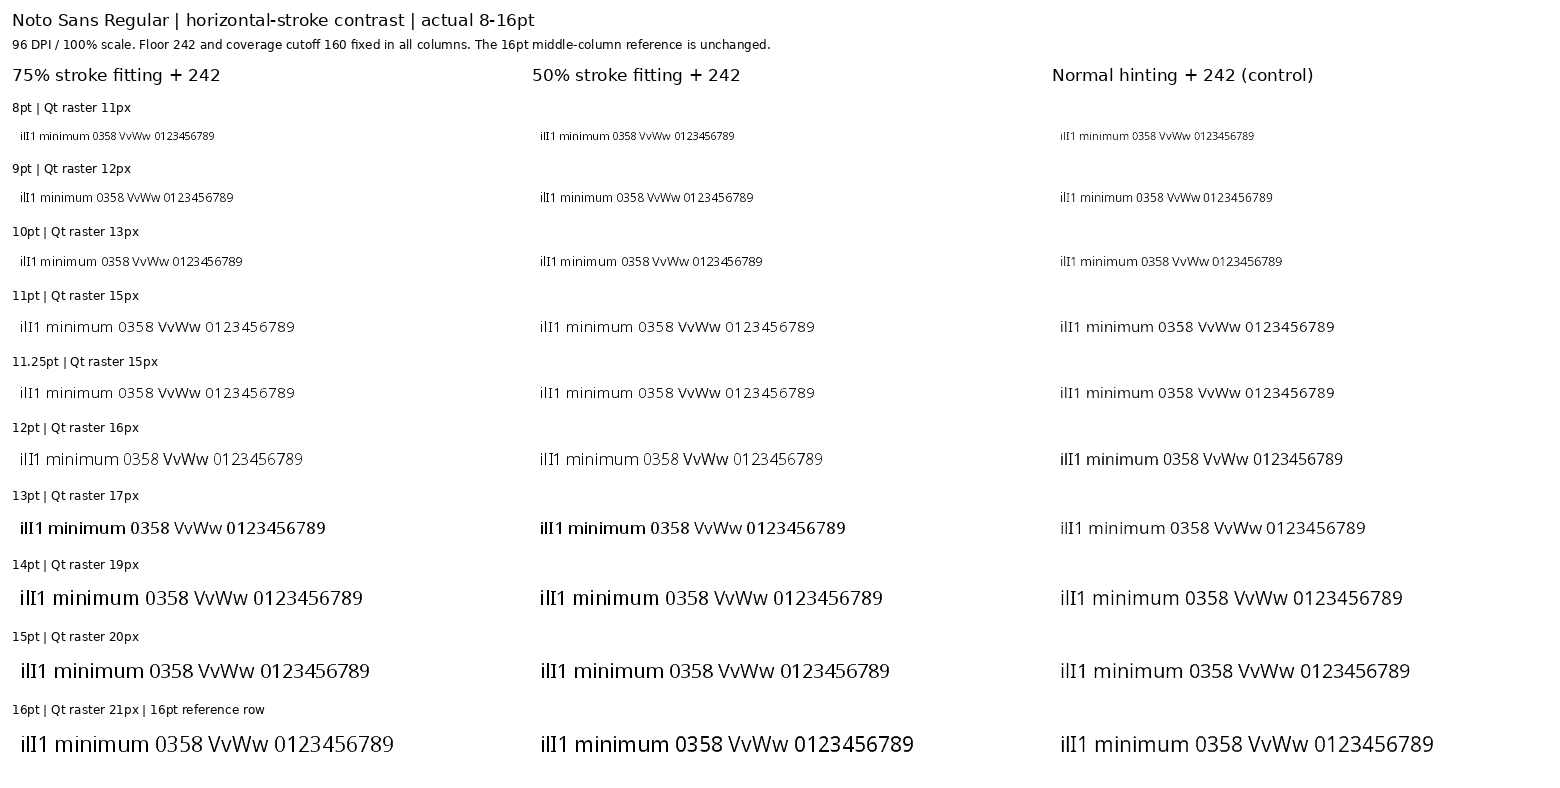 Noto Sans Regular | horizontal-stroke contrast | actual 8-16pt
96 DPI / 100% scale. Floor 242 and coverage cutoff 160 fixed in all columns. The 16pt middle-column reference is unchanged.
75% stroke fitting + 242 50% stroke fitting + 242 Normal hinting + 242 (control)
8pt | Qt raster 11px
ilI1 minimum 0358 VvWw 0123456789 ilI1 minimum 0358 VvWw 0123456789 ilI1 minimum 0358 VvWw 0123456789
9pt | Qt raster 12px
ilI1 minimum 0358 VvWw 0123456789 ilI1 minimum 0358 VvWw 0123456789 ilI1 minimum 0358 VvWw 0123456789
10pt | Qt raster 13px
ilI1 minimum 0358 VvWw 0123456789 ilI1 minimum 0358 VvWw 0123456789 ilI1 minimum 0358 VvWw 0123456789
11pt | Qt raster 15px
ilI1 minimum 0358 VvWw 0123456789 ilI1 minimum 0358 VvWw 0123456789 ilI1 minimum 0358 VvWw 0123456789
11.25pt | Qt raster 15px
ilI1 minimum 0358 VvWw 0123456789 ilI1 minimum 0358 VvWw 0123456789 ilI1 minimum 0358 VvWw 0123456789
12pt | Qt raster 16px
ilI1 minimum 0358 VvWw 0123456789 ilI1 minimum 0358 VvWw 0123456789 ilI1 minimum 0358 VvWw 0123456789
13pt | Qt raster 17px
ilI1 minimum 0358 VvWw 0123456789 ilI1 minimum 0358 VvWw 0123456789 ilI1 minimum 0358 VvWw 0123456789
14pt | Qt raster 19px
ilI1 minimum 0358 VvWw 0123456789 ilI1 minimum 0358 VvWw 0123456789 ilI1 minimum 0358 VvWw 0123456789
15pt | Qt raster 20px
ilI1 minimum 0358 VvWw 0123456789 ilI1 minimum 0358 VvWw 0123456789 ilI1 minimum 0358 VvWw 0123456789
16pt | Qt raster 21px | 16pt reference row
ilI1 minimum 0358 VvWw 0123456789 ilI1 minimum 0358 VvWw 0123456789 ilI1 minimum 0358 VvWw 0123456789